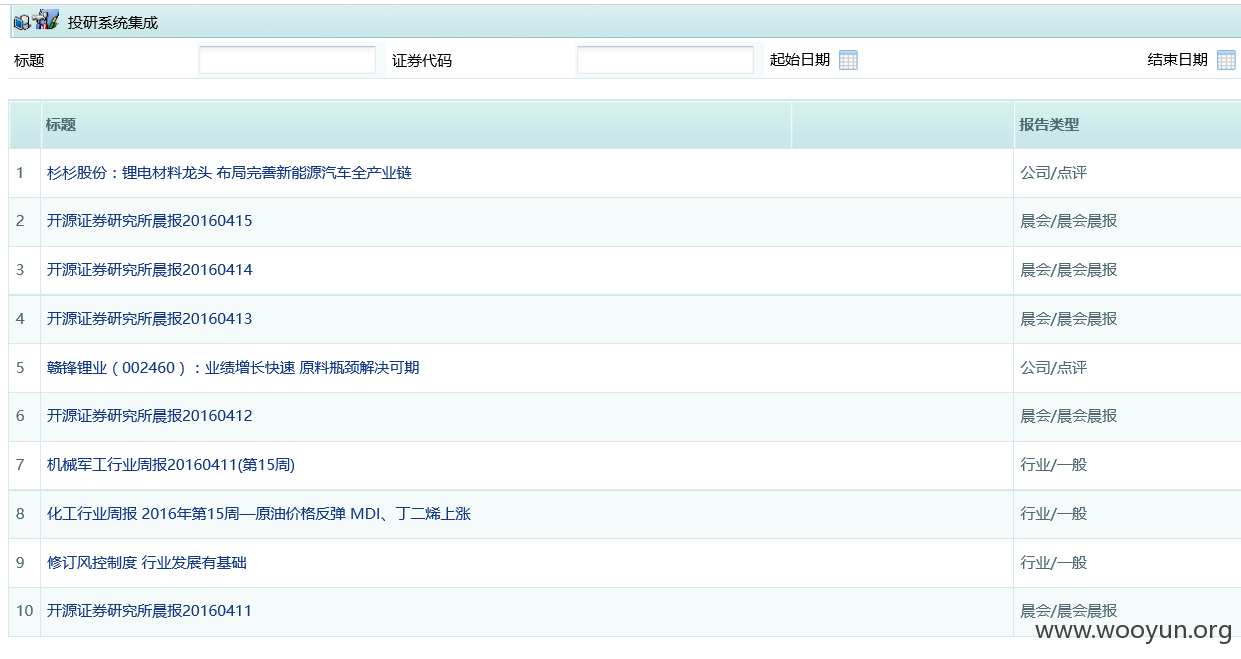 投研系统集成
标题 证券代码 起始日期 结束日期
标题 报告类型
1 杉杉股份：锂电材料龙头 布局完善新能源汽车全产业链 公司/点评
2 开源证券研究所晨报20160415 晨会/晨会晨报
3 开源证券研究所晨报20160414 晨会/晨会晨报
4 开源证券研究所晨报20160413 晨会/晨会晨报
5 赣锋锂业（002460）：业绩增长快速 原料瓶颈解决可期 公司/点评
6 开源证券研究所晨报20160412 晨会/晨会晨报
7 机械军工行业周报20160411(第15周) 行业/一般
8 化工行业周报 2016年第15周—原油价格反弹 MDI、丁二烯上涨 行业/一般
9 修订风控制度 行业发展有基础 行业/一般
10 开源证券研究所晨报20160411 晨会/晨会晨报
www.wooyun.org